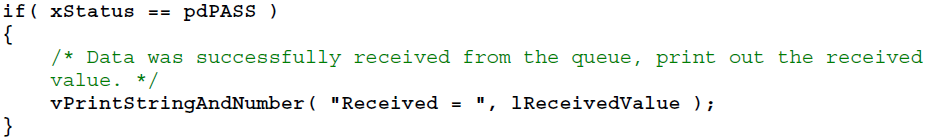 if( xStatus == pdPASS )
{
    /* Data was successfully received from the queue, print out the received
    value. */
    vPrintStringAndNumber( "Received = ", lReceivedValue );
}